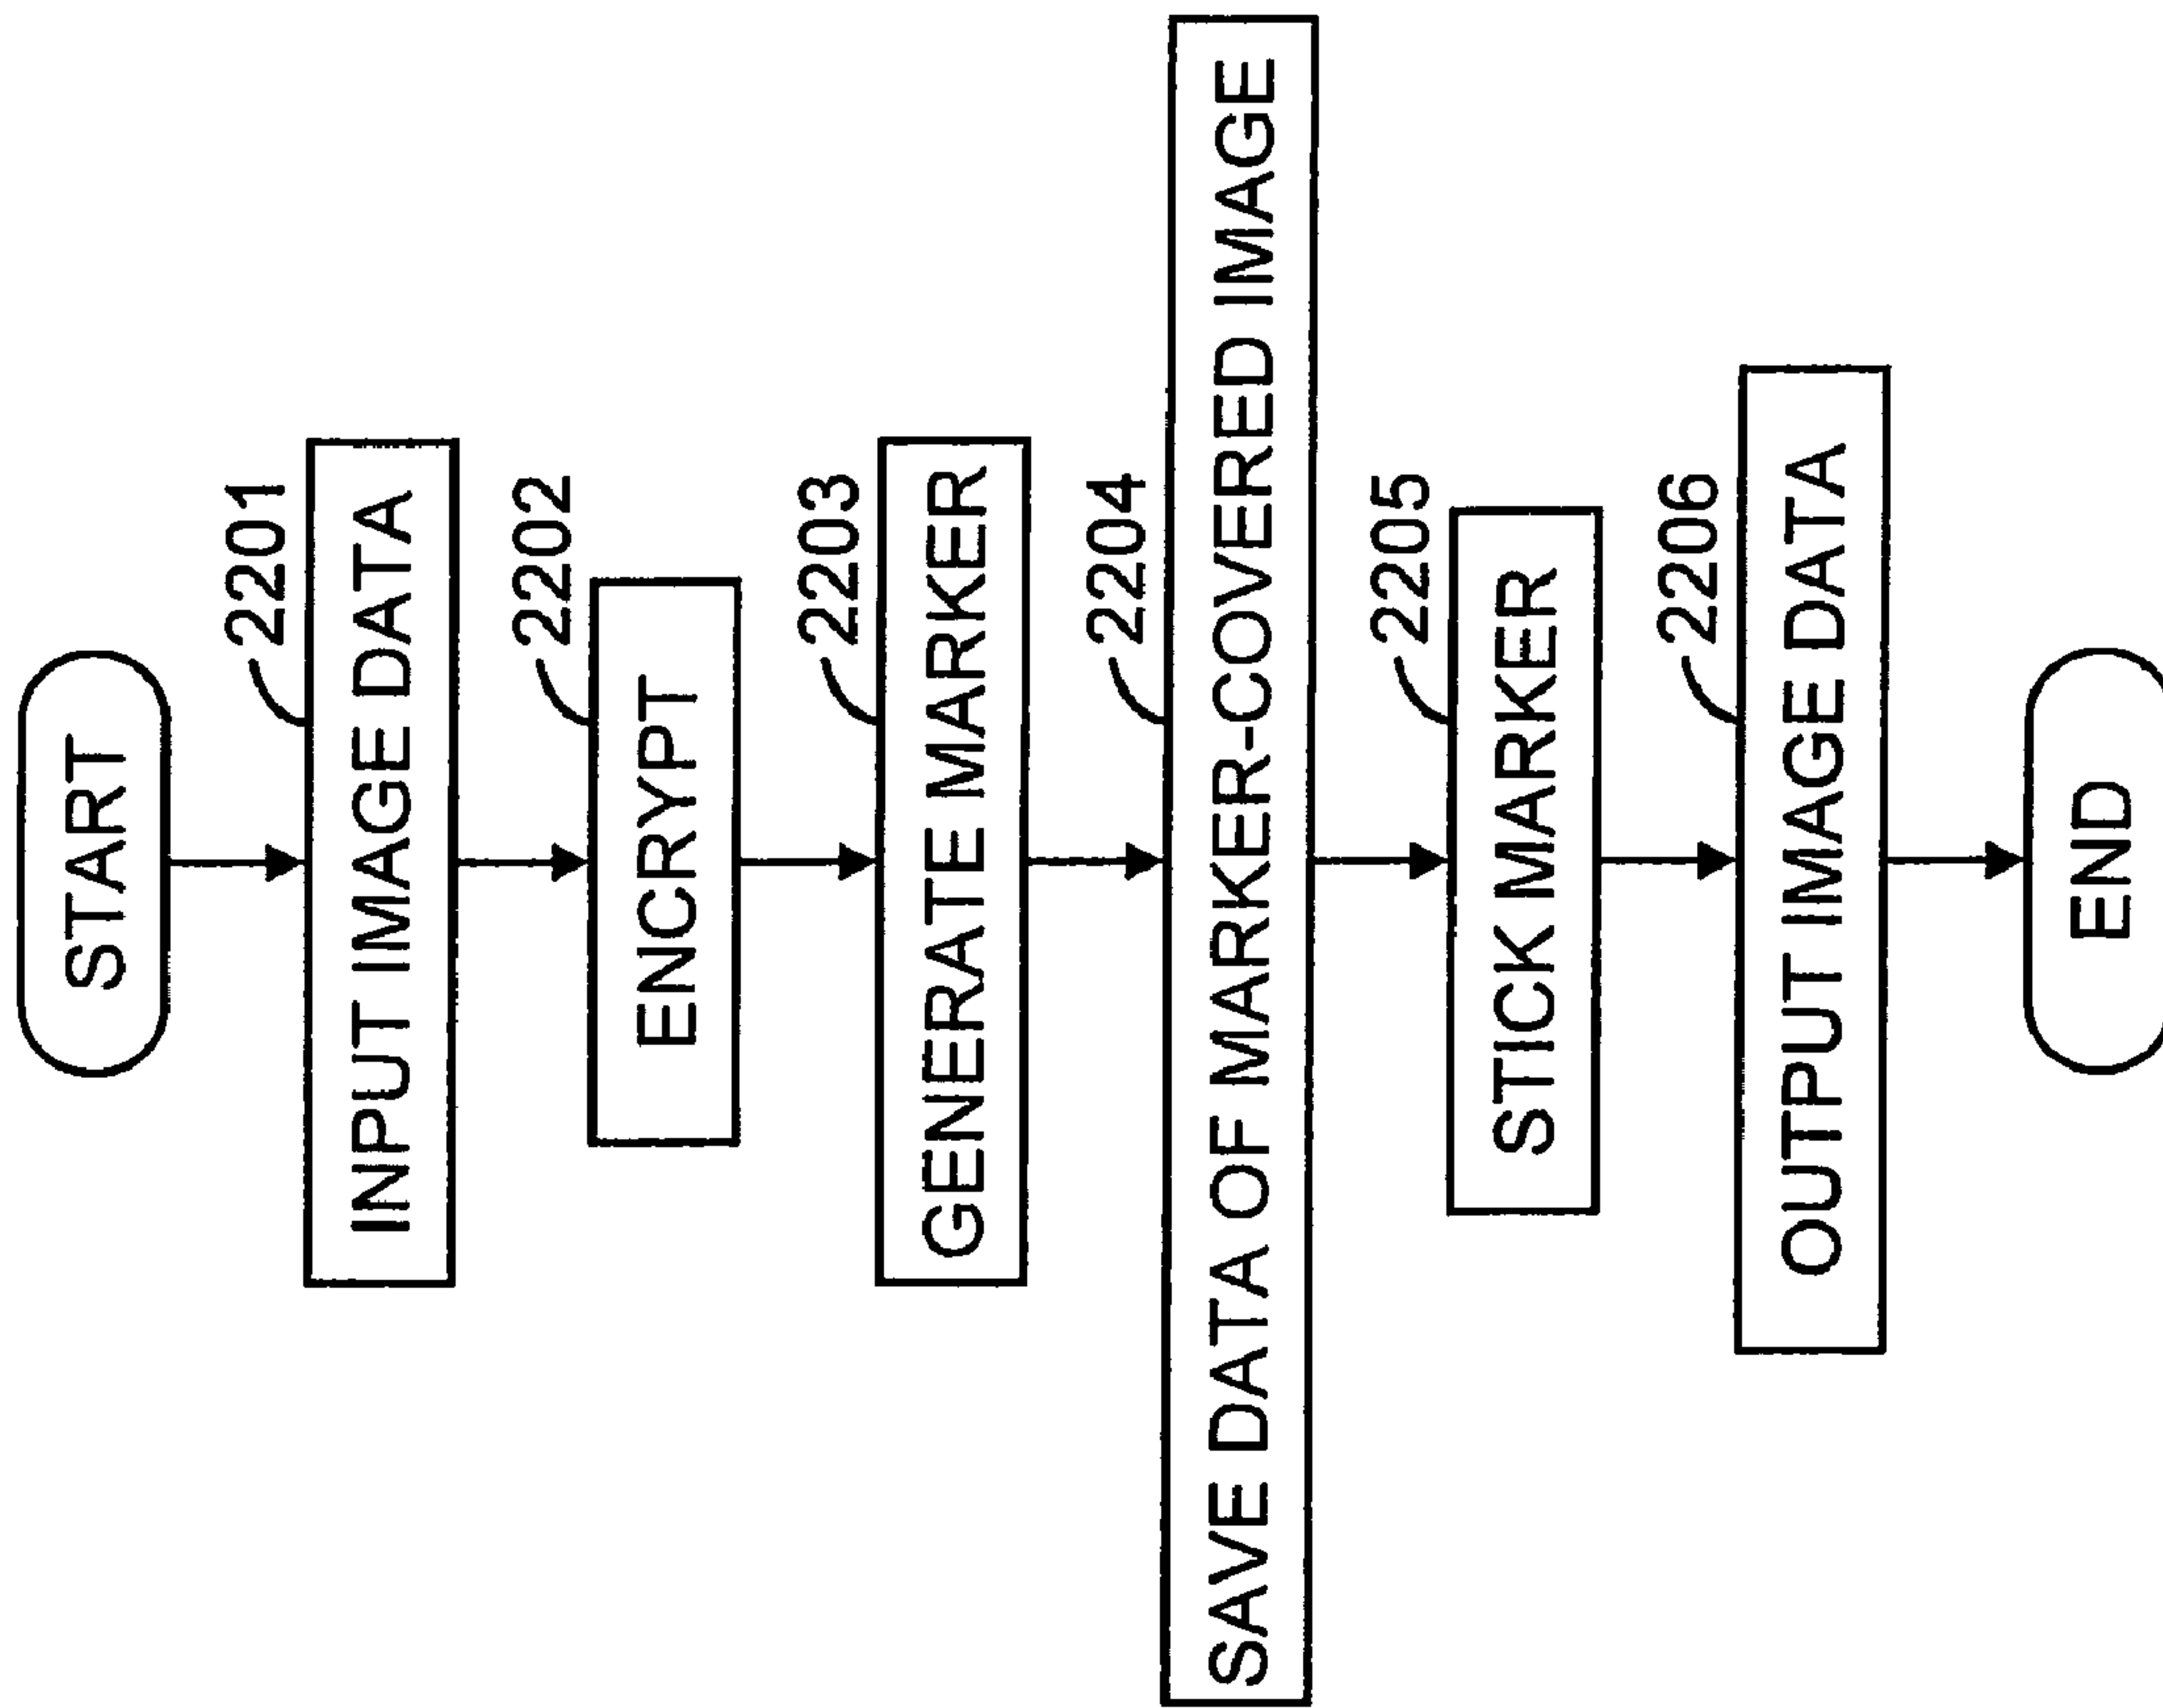 START
2201
INPUT IMAGE DATA
2202
ENCRYPT
2203
GENERATE MARKER
2204
SAVE DATA OF MARKER-COVERED IMAGE
2205
STICK MARKER
2206
OUTPUT IMAGE DATA
END